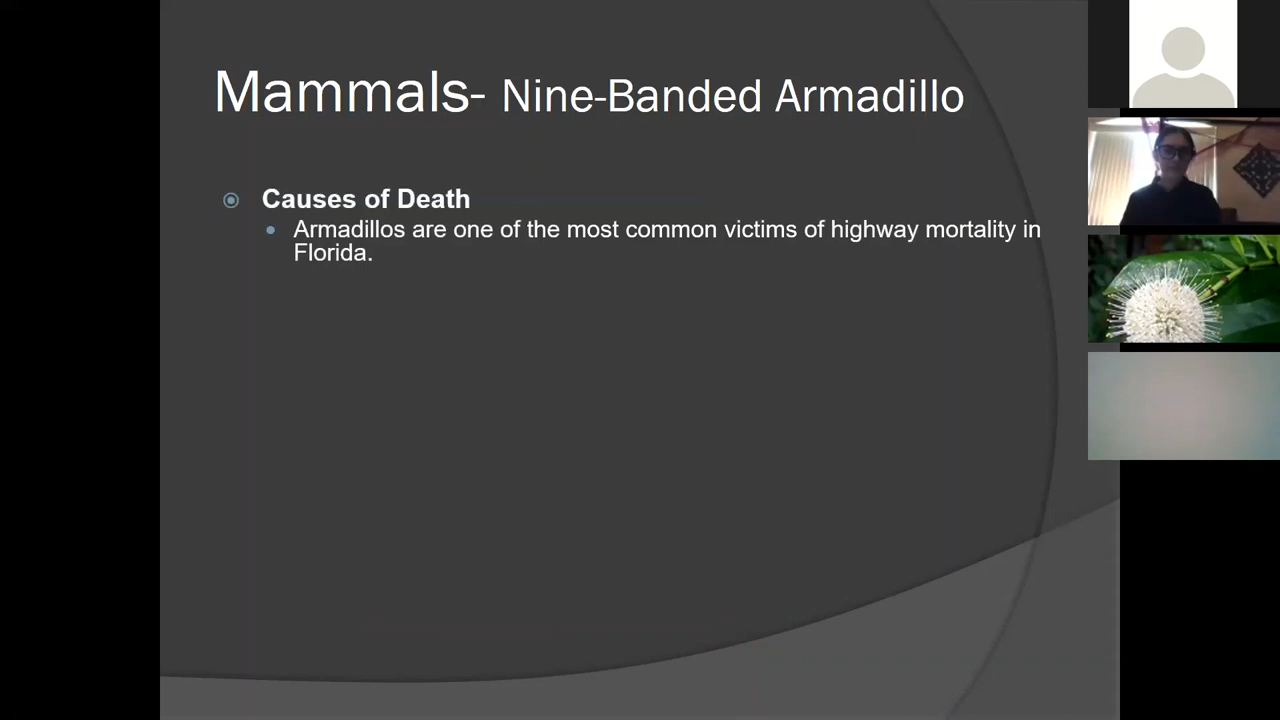 Mammals- Nine-Banded Armadillo
Causes of Death
Armadillos are one of the most common victims of highway mortality in
Florida.